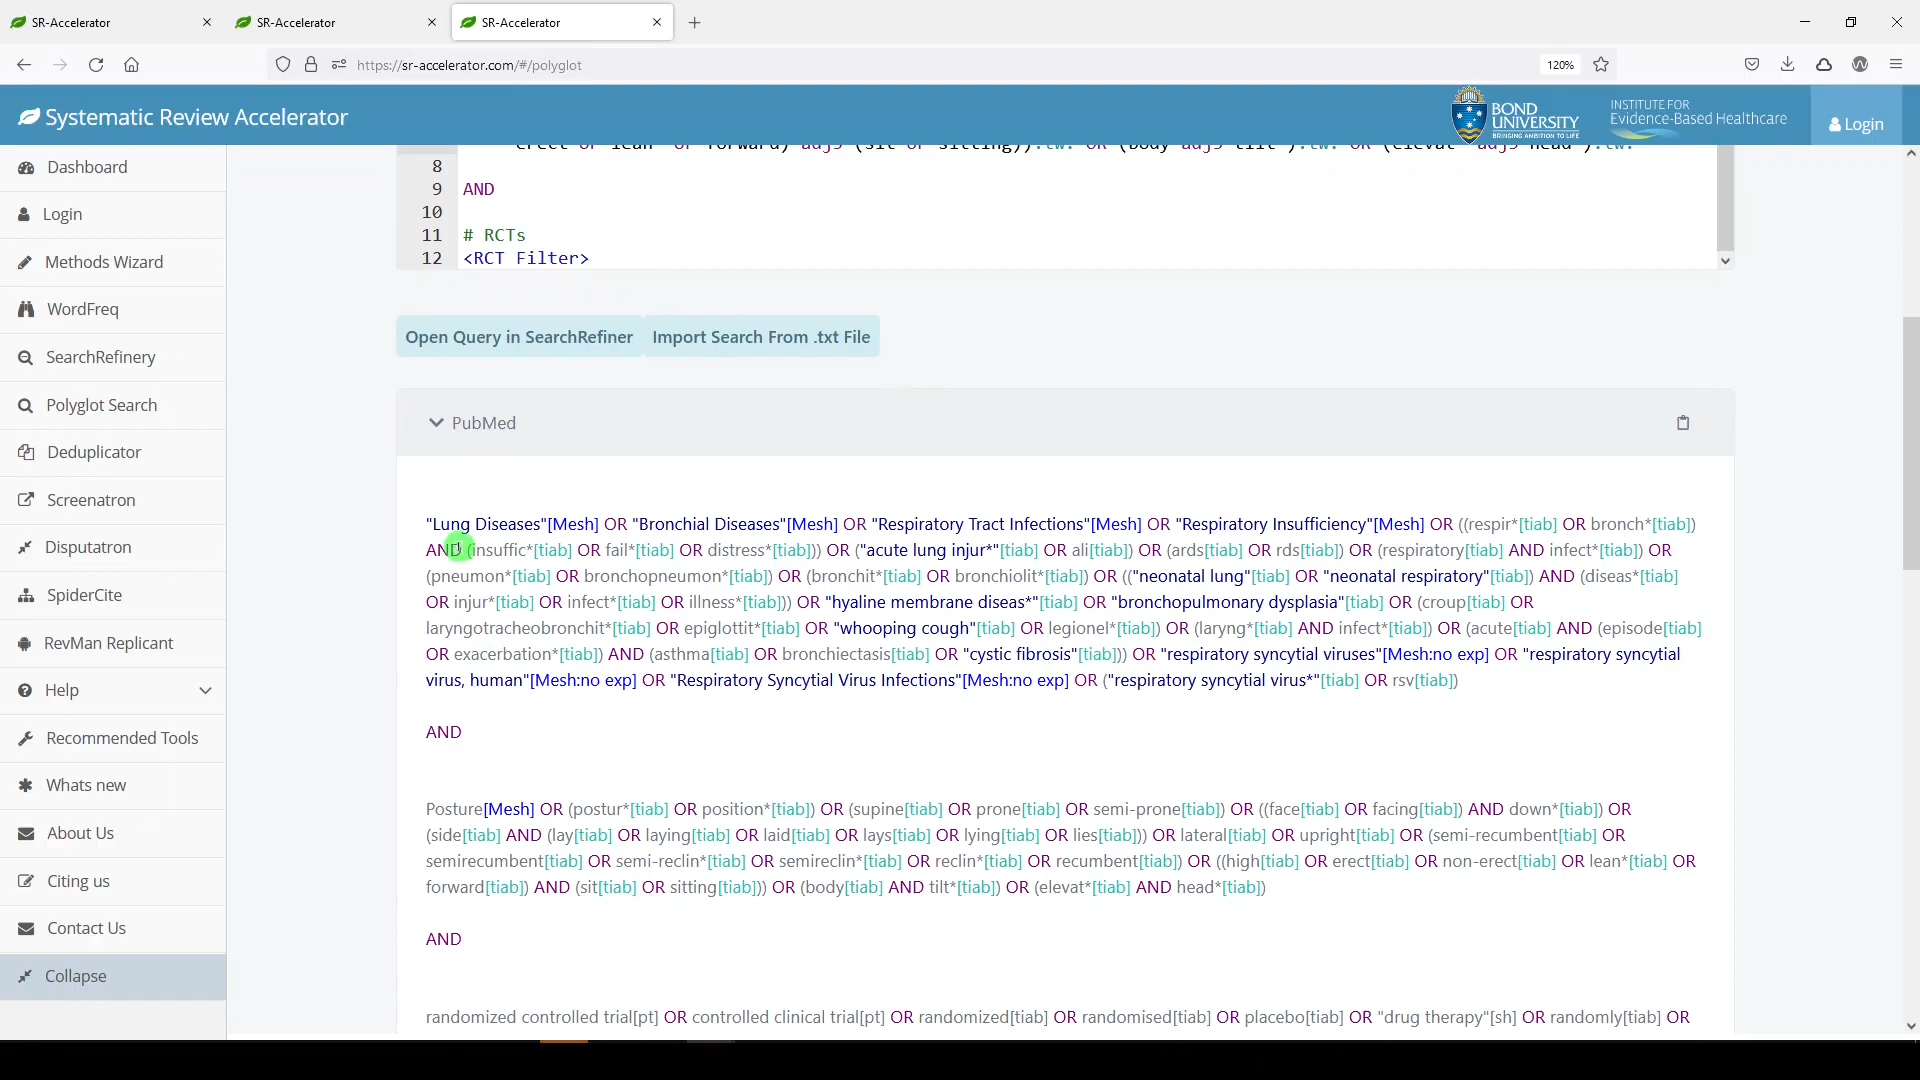 SR-Accelerator
SR-Accelerator
SR-Accelerator
https://sr-accelerator.com/#/polyglot
120%
Systematic Review Accelerator
BOND UNIVERSITY
BRINGING AMBITION TO LIFE
INSTITUTE FOR
Evidence-Based Healthcare
Login
Dashboard
Login
Methods Wizard
WordFreq
SearchRefinery
Polyglot Search
Deduplicator
Screenatron
Disputatron
SpiderCite
RevMan Replicant
Help
Recommended Tools
Whats new
About Us
Citing us
Contact Us
Collapse
8
9 AND
10
11 # RCTs
12 <RCT Filter>
Open Query in SearchRefiner
Import Search From .txt File
PubMed
"Lung Diseases"[Mesh] OR "Bronchial Diseases"[Mesh] OR "Respiratory Tract Infections"[Mesh] OR "Respiratory Insufficiency"[Mesh] OR ((respir*[tiab] OR bronch*[tiab])
AND (insuffic*[tiab] OR fail*[tiab] OR distress*[tiab])) OR ("acute lung injur*"[tiab] OR ali[tiab]) OR (ards[tiab] OR rds[tiab]) OR (respiratory[tiab] AND infect*[tiab]) OR
(pneumon*[tiab] OR bronchopneumon*[tiab]) OR (bronchit*[tiab] OR bronchiolit*[tiab]) OR (("neonatal lung"[tiab] OR "neonatal respiratory"[tiab]) AND (diseas*[tiab]
OR injur*[tiab] OR infect*[tiab] OR illness*[tiab])) OR "hyaline membrane diseas*"[tiab] OR "bronchopulmonary dysplasia"[tiab] OR (croup[tiab] OR
laryngotracheobronchit*[tiab] OR epiglottit*[tiab] OR "whooping cough"[tiab] OR legionel*[tiab]) OR (laryng*[tiab] AND infect*[tiab]) OR (acute[tiab] AND (episode[tiab]
OR exacerbation*[tiab]) AND (asthma[tiab] OR bronchiectasis[tiab] OR "cystic fibrosis"[tiab])) OR "respiratory syncytial viruses"[Mesh:no exp] OR "respiratory syncytial
virus, human"[Mesh:no exp] OR "Respiratory Syncytial Virus Infections"[Mesh:no exp] OR ("respiratory syncytial virus*"[tiab] OR rsv[tiab])
AND
Posture[Mesh] OR (postur*[tiab] OR position*[tiab]) OR (supine[tiab] OR prone[tiab] OR semi-prone[tiab]) OR ((face[tiab] OR facing[tiab]) AND down*[tiab]) OR
(side[tiab] AND (lay[tiab] OR laying[tiab] OR laid[tiab] OR lays[tiab] OR lying[tiab] OR lies[tiab])) OR lateral[tiab] OR upright[tiab] OR (semi-recumbent[tiab] OR
semirecumbent[tiab] OR semi-reclin*[tiab] OR semireclin*[tiab] OR reclin*[tiab] OR recumbent[tiab]) OR ((high[tiab] OR erect[tiab] OR non-erect[tiab] OR lean*[tiab] OR
forward[tiab]) AND (sit[tiab] OR sitting[tiab])) OR (body[tiab] AND tilt*[tiab]) OR (elevat*[tiab] AND head*[tiab])
AND
randomized controlled trial[pt] OR controlled clinical trial[pt] OR randomized[tiab] OR randomised[tiab] OR placebo[tiab] OR "drug therapy"[sh] OR randomly[tiab] OR